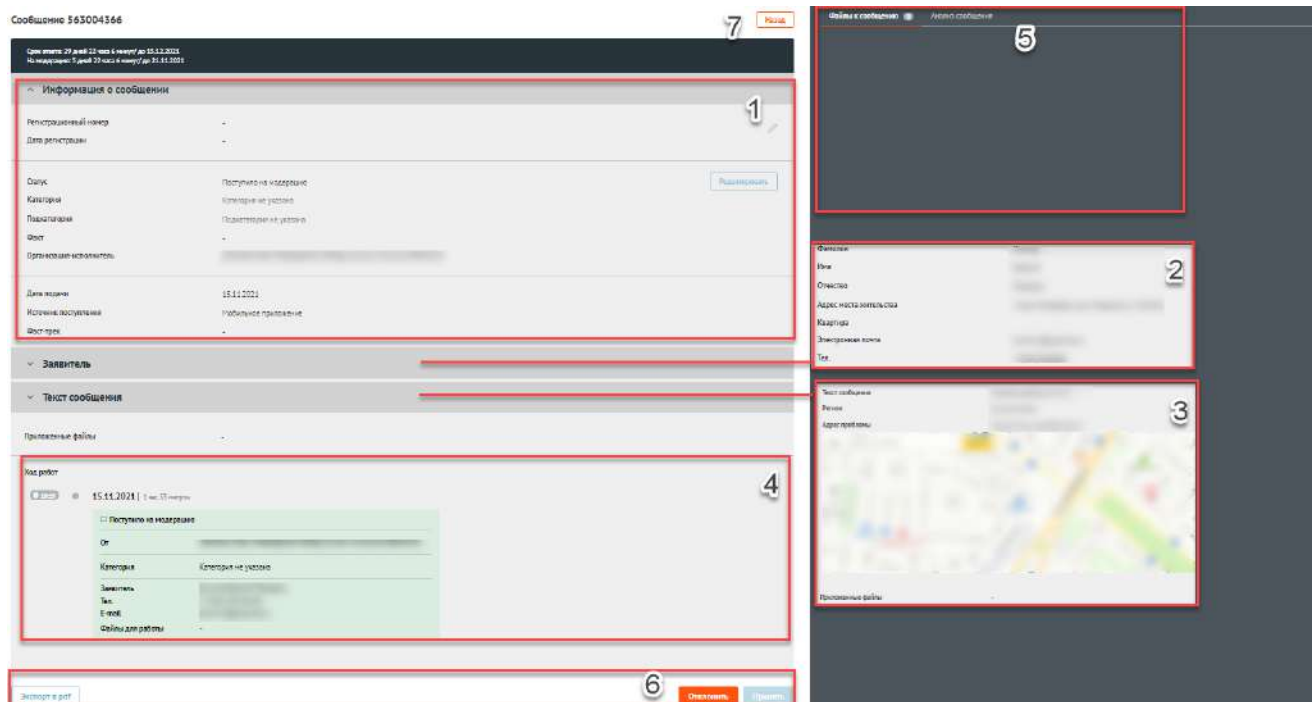 Сообщение 563004366
7
Назад
Срок ответа: 29 дней 22 часа 6 минут/ до 15.12.2021
На модерацию: 5 дней 22 часа 6 минут/ до 21.11.2021
Информация о сообщении
1
Регистрационный номер -
Дата регистрации -
Статус Поступило на модерацию
Редактировать
Категория Категория не указана
Подкатегория Подкатегория не указана
Факт -
Организация-исполнитель
Дата подачи 15.11.2021
Источник поступления Мобильное приложение
Фаст-трек -
Заявитель
Текст сообщения
Приложенные файлы -
Ход работ
4
15.11.2021 |
Поступило на модерацию
От
Категория Категория не указана
Заявитель
Тел.
E-mail
Файлы для работы -
6
Экспорт в pdf
Отклонить
Принять
Файлы к сообщению
Анализ сообщения
5
2
Фамилия
Имя
Отчество
Адрес места жительства
Квартира
Электронная почта
Тел.
3
Текст сообщения
Регион
Адрес проблемы
Приложенные файлы -